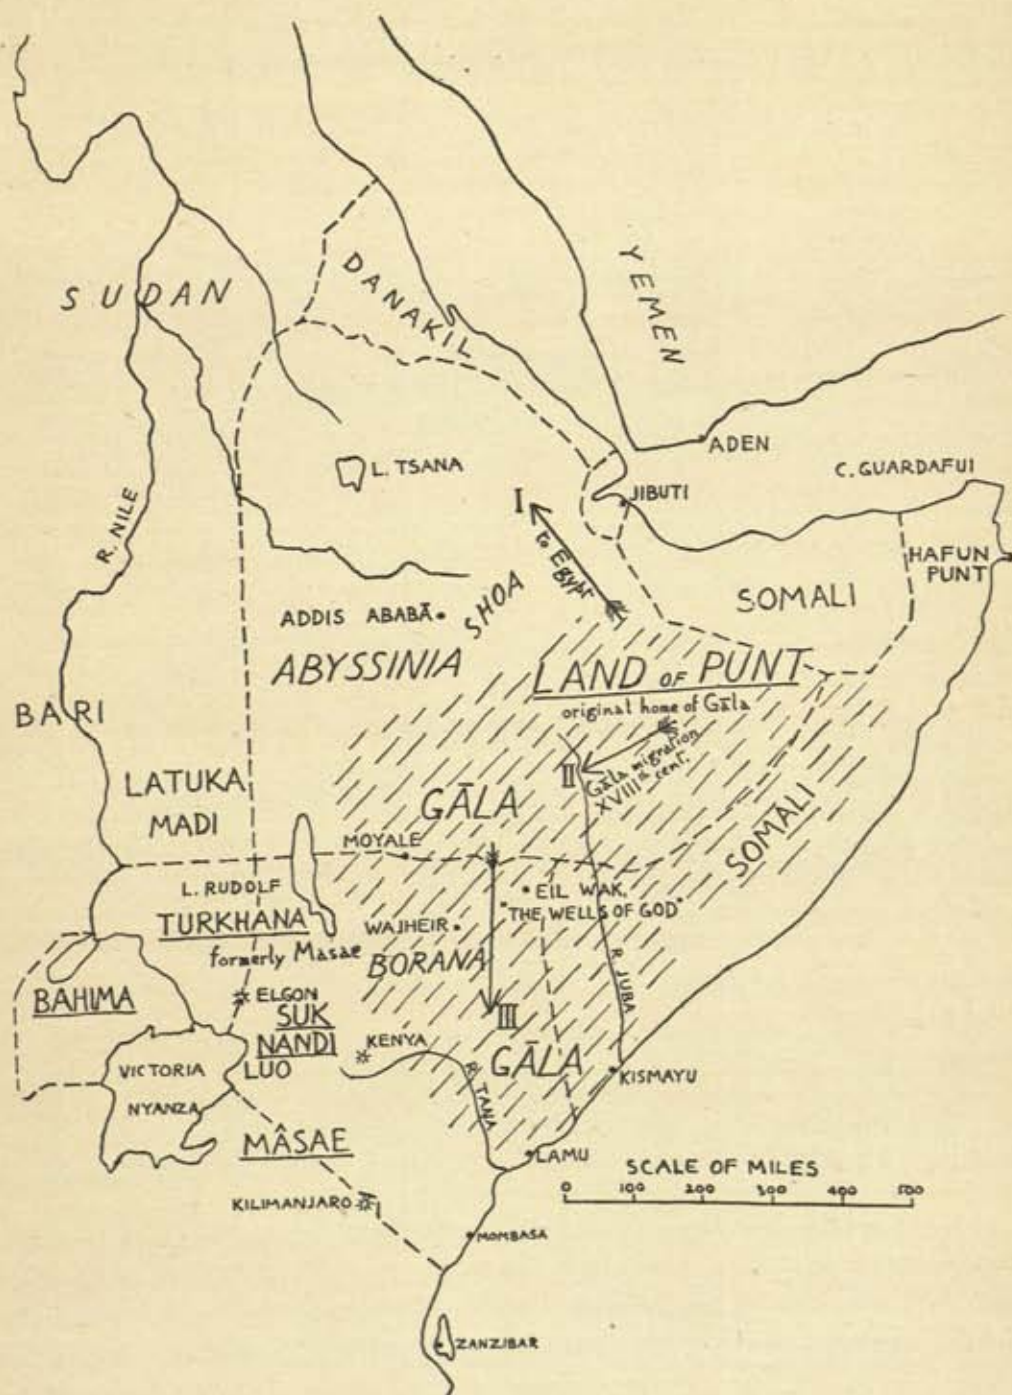 YEMEN
DANAKIL
SUDAN
ADEN
L. TSANA
C. GUARDAFUI
I
JIBUTI
R. NILE
to Egypt
HAFUN
PUNT
SHOA
SOMALI
ADDIS ABABĀ
ABYSSINIA
LAND OF PŪNT
original home of Gāla
BARI
Gāla migration
XVIIIth cent.
II
LATUKA
MADI
GĀLA
SOMALI
MOYALE
L. RUDOLF
EIL WAK.
"THE WELLS OF GOD"
TURKHANA
formerly Masae
WAJHEIR
BORANA
R. JUBA
BAHIMA
ELGON
SUK
NANDI
LUO
III
KENYA
GĀLA
VICTORIA
NYANZA
R. TANA
KISMAYU
MÂSAE
LAMU
SCALE OF MILES
0 100 200 300 400 500
KILIMANJARO
MOMBASA
ZANZIBAR